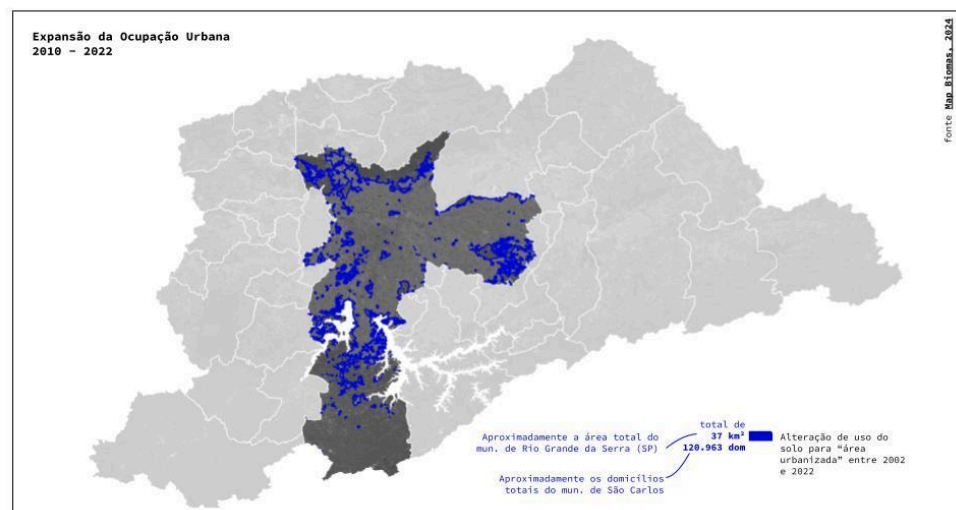 Expansão da Ocupação Urbana
2010 – 2022
fonte Map Biomas, 2024
Aproximadamente a área total do
mun. de Rio Grande da Serra (SP)
total de
37 km²
120.963 dom
Aproximadamente os domicílios
totais do mun. de São Carlos
Alteração de uso do
solo para “área
urbanizada” entre 2002
e 2022